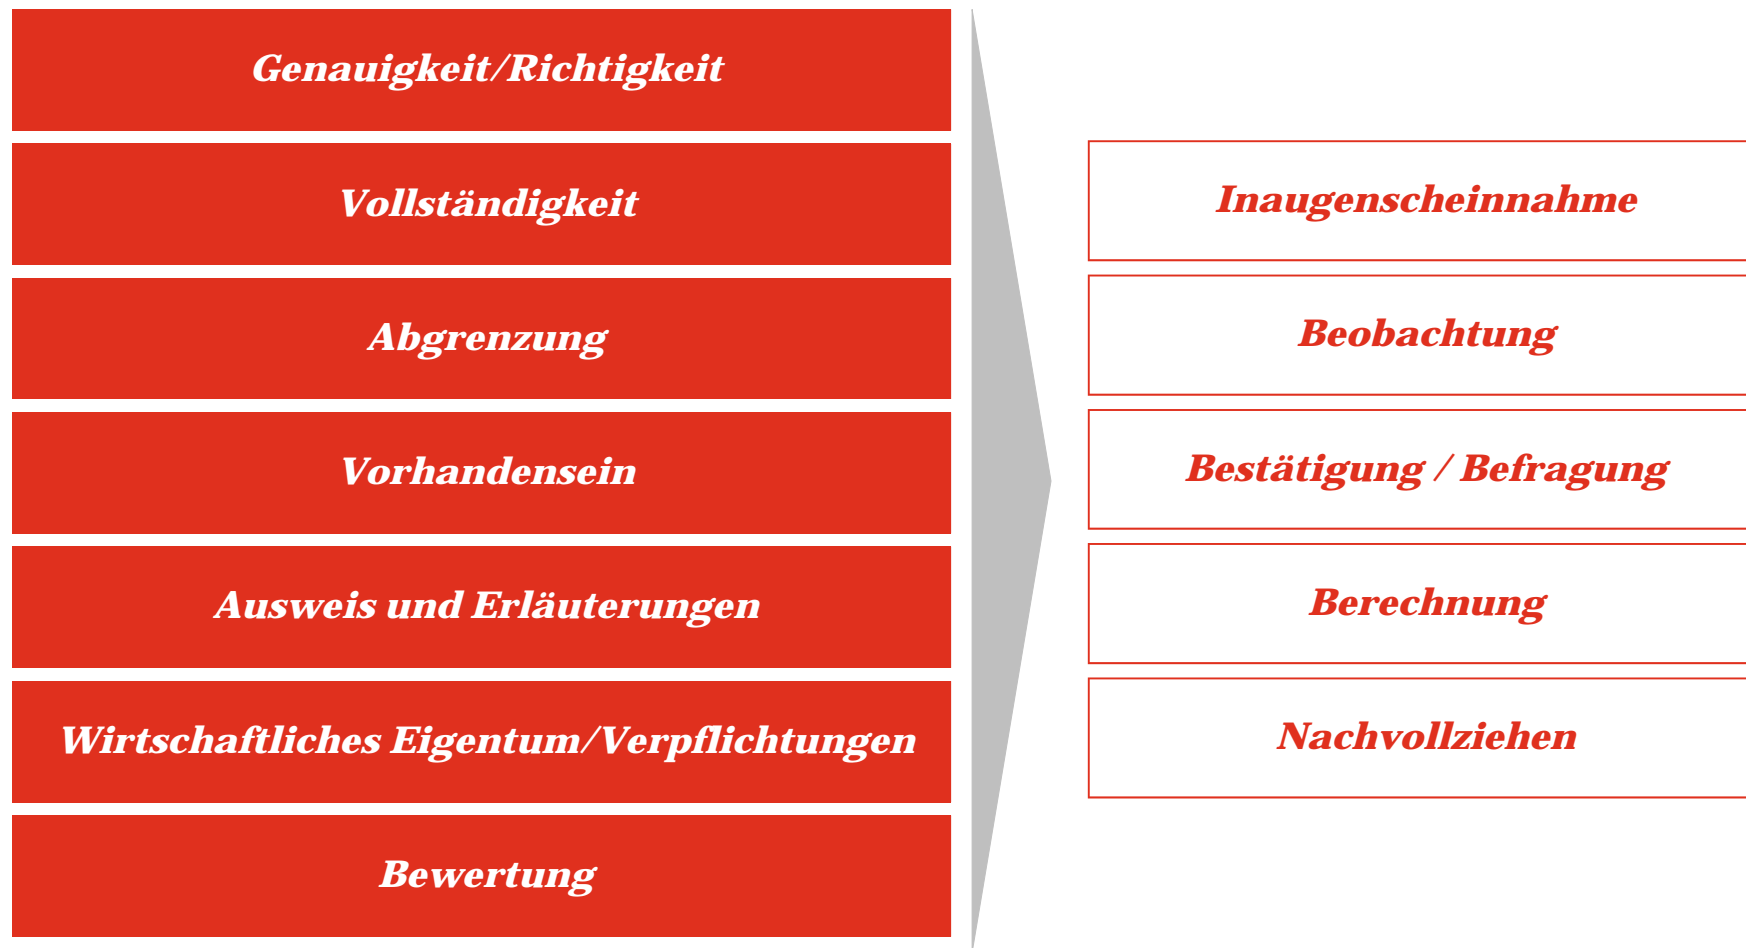 Genauigkeit/Richtigkeit
Vollständigkeit
Abgrenzung
Vorhandensein
Ausweis und Erläuterungen
Wirtschaftliches Eigentum/Verpflichtungen
Bewertung
Inaugenscheinnahme
Beobachtung
Bestätigung / Befragung
Berechnung
Nachvollziehen